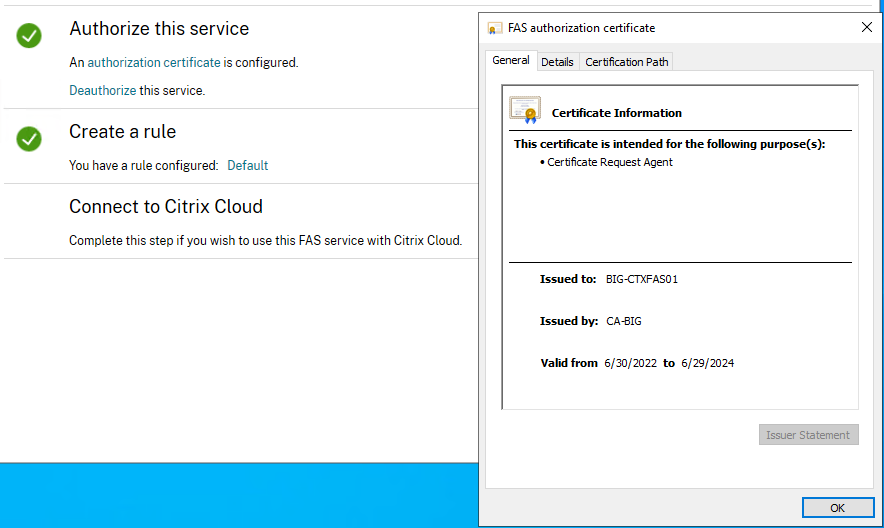 Authorize this service
An authorization certificate is configured.
Deauthorize this service.
Create a rule
You have a rule configured: Default
Connect to Citrix Cloud
Complete this step if you wish to use this FAS service with Citrix Cloud.
FAS authorization certificate
General Details Certification Path
Certificate Information
This certificate is intended for the following purpose(s):
• Certificate Request Agent
Issued to: BIG-CTXFAS01
Issued by: CA-BIG
Valid from 6/30/2022 to 6/29/2024
Issuer Statement
OK